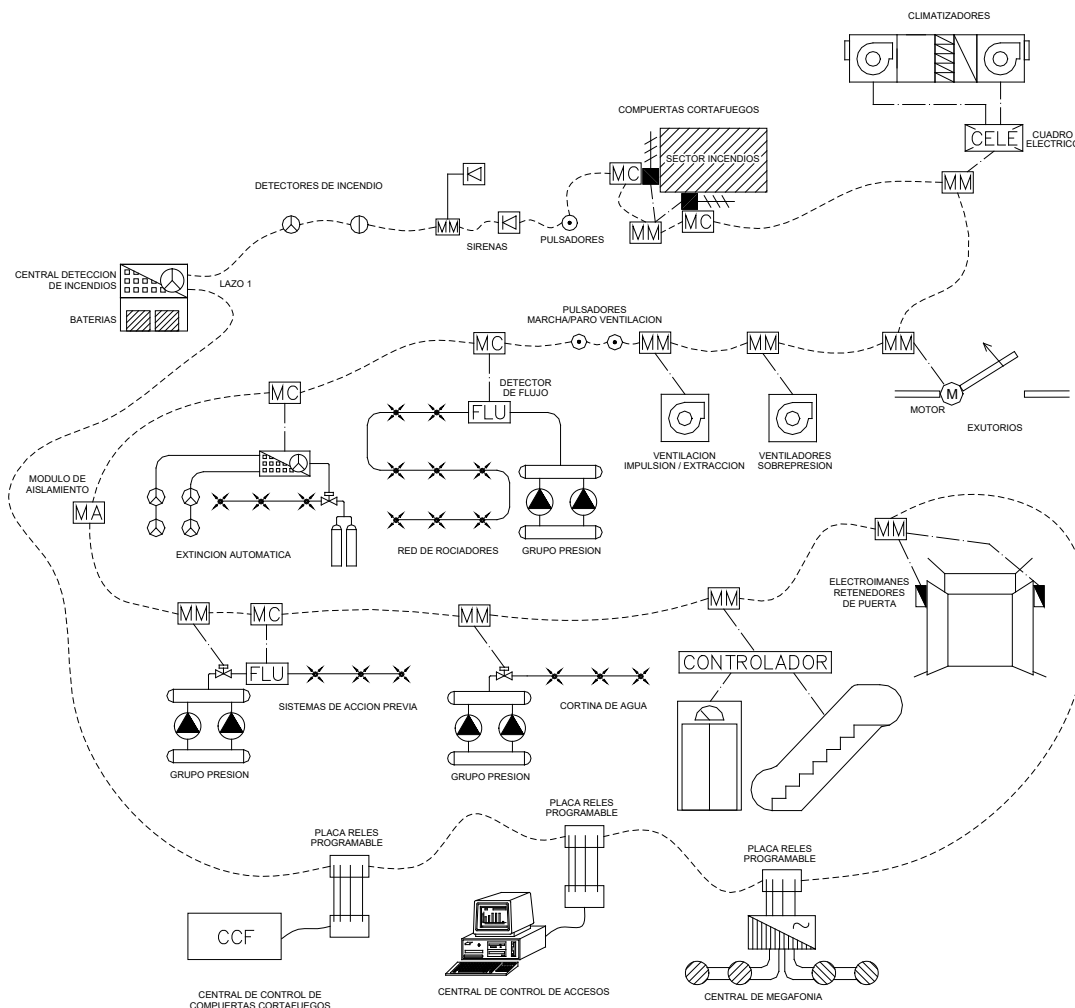 CLIMATIZADORES
COMPUERTAS CORTAFUEGOS
CELE
CUADRO
ELECTRICO
SECTOR INCENDIOS
MC
MM
DETECTORES DE INCENDIO
MM
SIRENAS
PULSADORES
MM
MC
CENTRAL DETECCION
DE INCENDIOS
LAZO 1
BATERIAS
PULSADORES
MARCHA/PARO VENTILACION
MC
MM
MM
MM
MC
DETECTOR
DE FLUJO
FLU
M
MOTOR
EXUTORIOS
VENTILACION
IMPULSION / EXTRACCION
VENTILADORES
SOBREPRESION
MODULO DE
AISLAMIENTO
MA
EXTINCION AUTOMATICA
RED DE ROCIADORES
GRUPO PRESION
MM
ELECTROIMANES
RETENEDORES
DE PUERTA
MM
MC
MM
MM
FLU
CONTROLADOR
SISTEMAS DE ACCION PREVIA
CORTINA DE AGUA
GRUPO PRESION
GRUPO PRESION
PLACA RELES
PROGRAMABLE
PLACA RELES
PROGRAMABLE
PLACA RELES
PROGRAMABLE
CCF
~
CENTRAL DE CONTROL DE
COMPUERTAS CORTAFUEGOS
CENTRAL DE CONTROL DE ACCESOS
CENTRAL DE MEGAFONIA